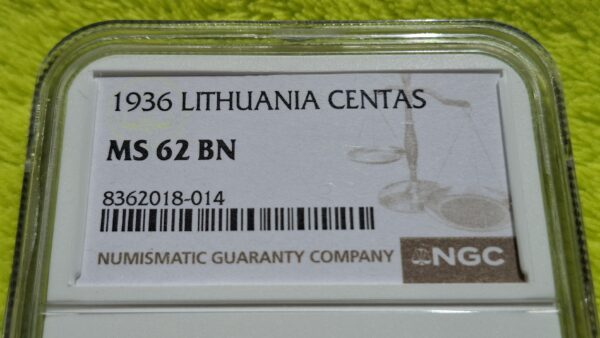 1936 LITHUANIA CENTAS
MS 62 BN
8362018-014
NUMISMATIC GUARANTY COMPANY NGC